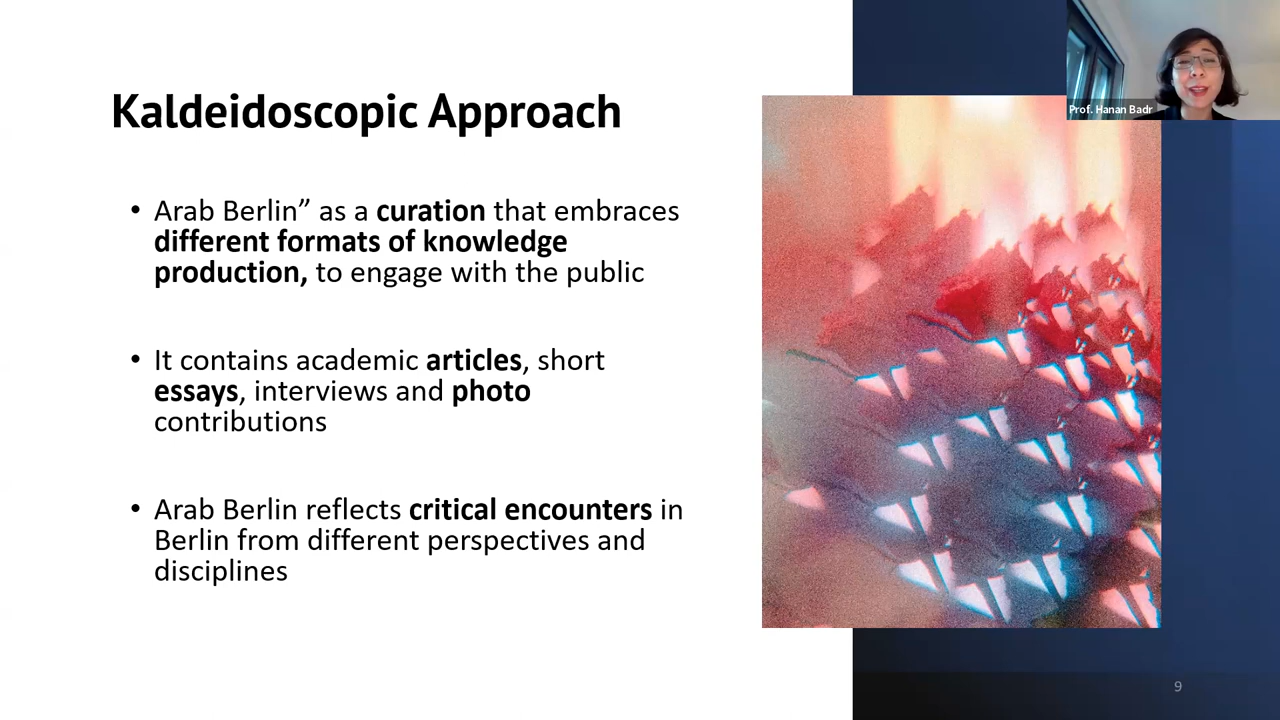 Kaldeidoscopic Approach
• Arab Berlin” as a curation that embraces
different formats of knowledge
production, to engage with the public
• It contains academic articles, short
essays, interviews and photo
contributions
• Arab Berlin reflects critical encounters in
Berlin from different perspectives and
disciplines
Prof. Hanan Badr
9